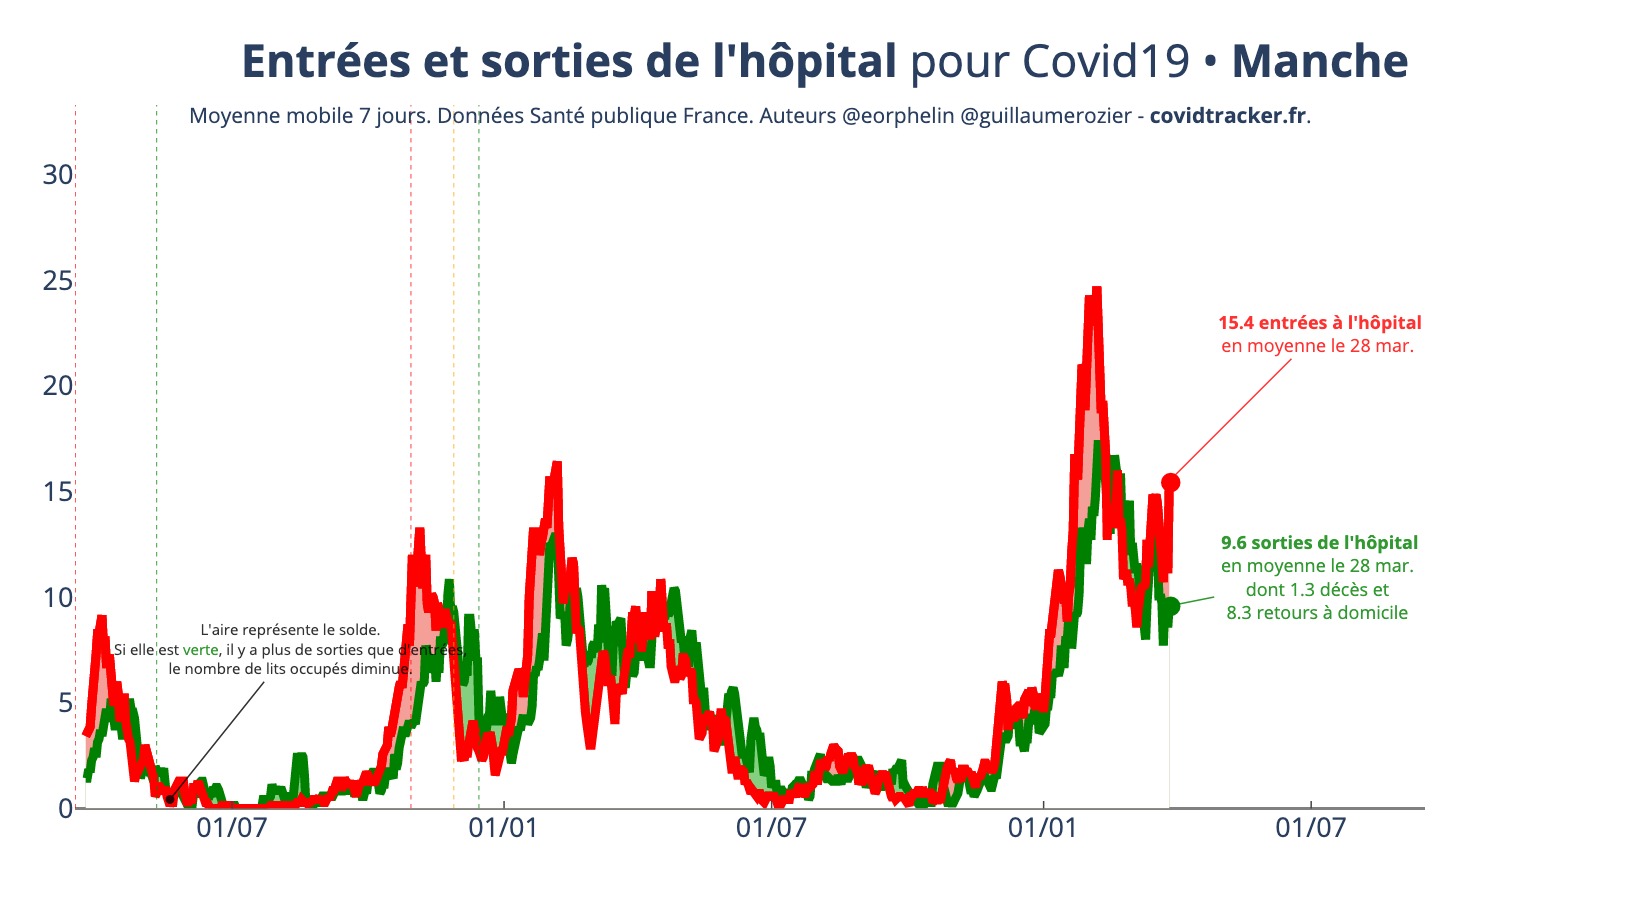 Entrées et sorties de l'hôpital pour Covid19 • Manche
Moyenne mobile 7 jours. Données Santé publique France. Auteurs @eorphelin @guillaumerozier - covidtracker.fr.
30
25
20
15
10
5
0
15.4 entrées à l'hôpital
en moyenne le 28 mar.
9.6 sorties de l'hôpital
en moyenne le 28 mar.
dont 1.3 décès et
8.3 retours à domicile
L'aire représente le solde.
Si elle est verte, il y a plus de sorties que d'entrées,
le nombre de lits occupés diminue.
01/07
01/01
01/07
01/01
01/07